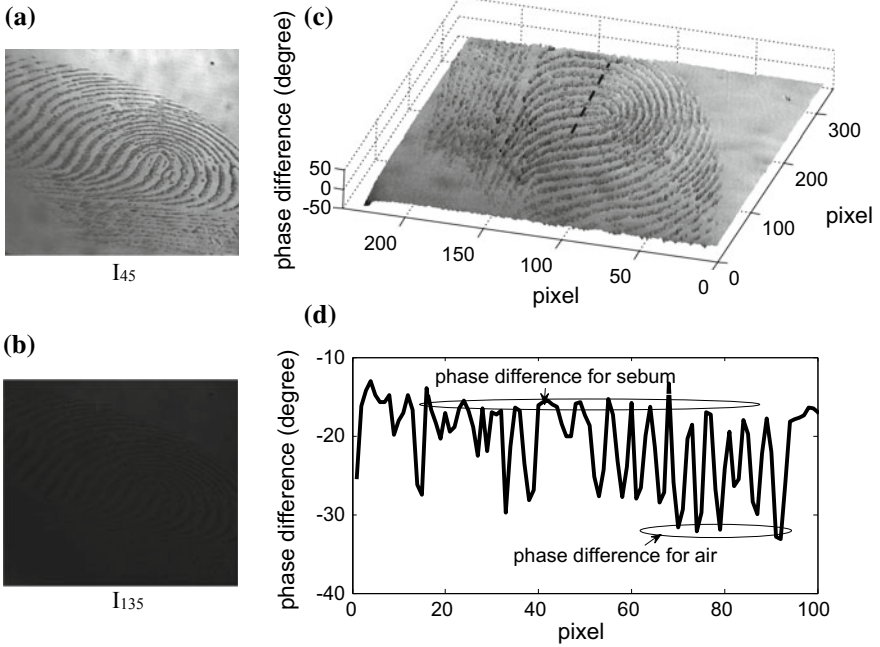 (a)
I45
(b)
I135
(c)
phase difference (degree)
50
0
-50
200
150
100
50
0
pixel
0
100
200
300
pixel
(d)
phase difference (degree)
-10
-20
-30
-40
phase difference for sebum
phase difference for air
0
20
40
60
80
100
pixel